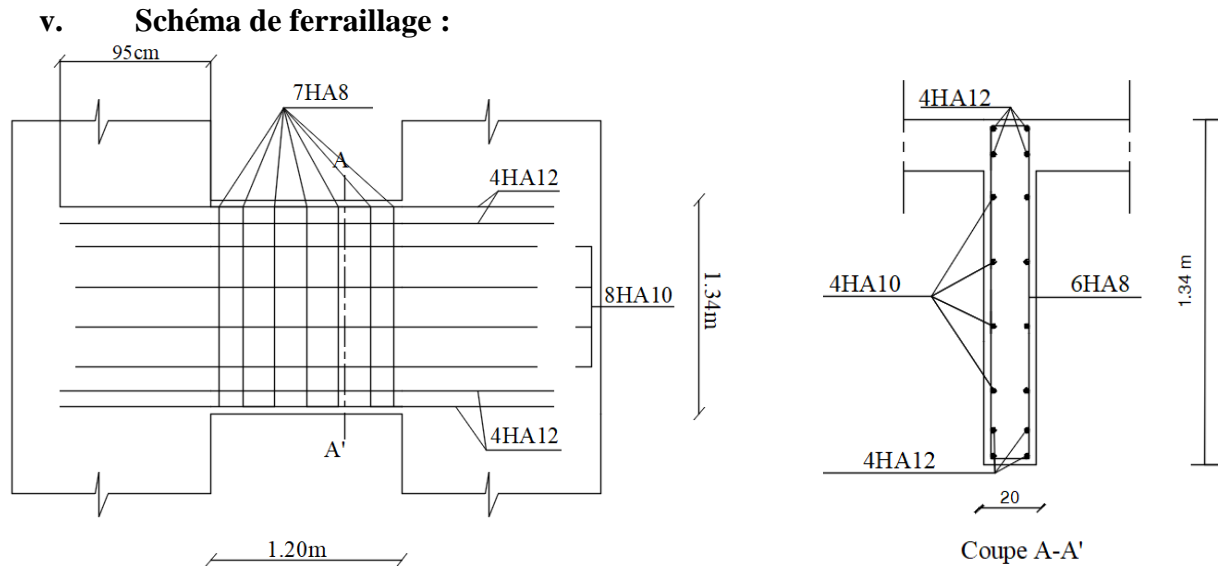 v. Schéma de ferraillage :
95cm
7HA8
A
4HA12
8HA10
1.34m
4HA12
A'
1.20m
4HA12
4HA10
6HA8
1.34 m
4HA12
20
Coupe A-A'